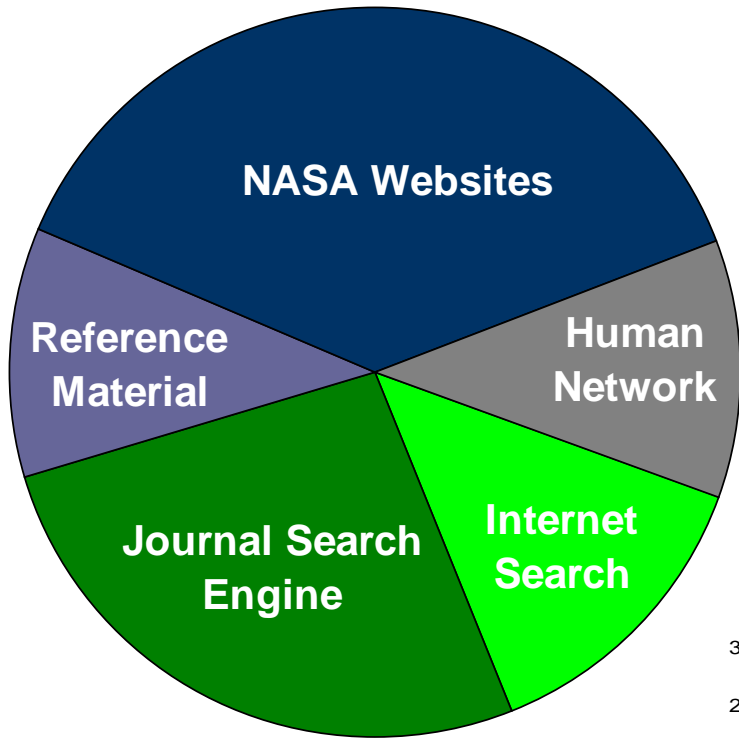 NASA Websites
Human
Network
Reference
Material
Internet
Search
Journal Search
Engine
3
2